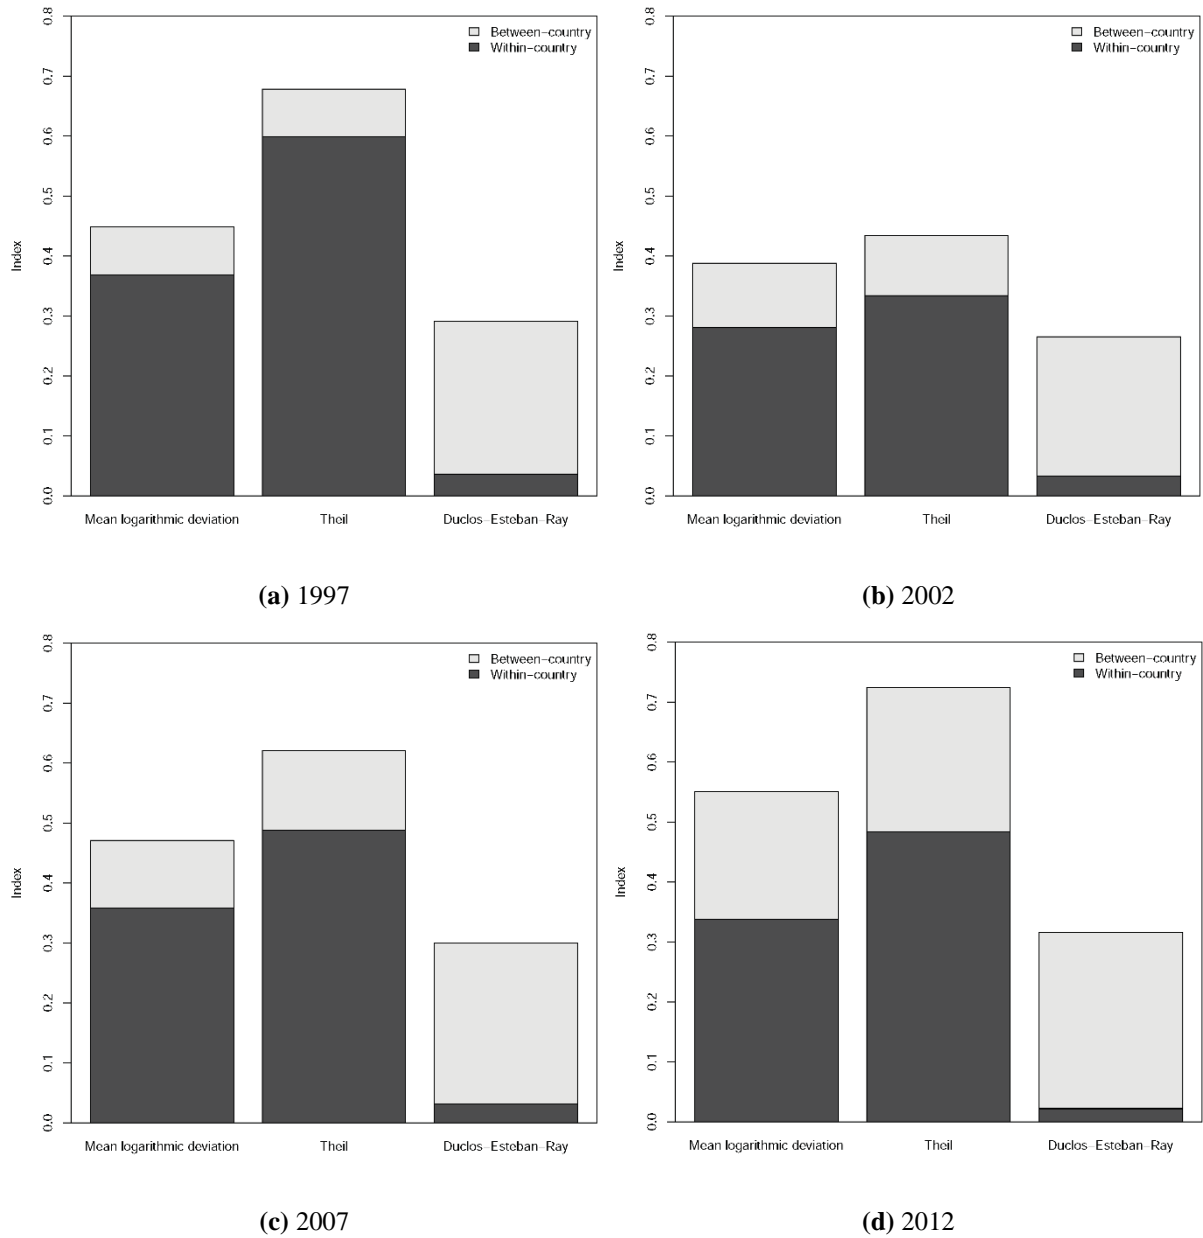 Between-country
Within-country
Index
0.0 0.1 0.2 0.3 0.4 0.5 0.6 0.7 0.8
Mean logarithmic deviation Theil Duclos-Esteban-Ray
(a) 1997
Between-country
Within-country
Index
0.0 0.1 0.2 0.3 0.4 0.5 0.6 0.7 0.8
Mean logarithmic deviation Theil Duclos-Esteban-Ray
(b) 2002
Between-country
Within-country
Index
0.0 0.1 0.2 0.3 0.4 0.5 0.6 0.7 0.8
Mean logarithmic deviation Theil Duclos-Esteban-Ray
(c) 2007
Between-country
Within-country
Index
0.0 0.1 0.2 0.3 0.4 0.5 0.6 0.7 0.8
Mean logarithmic deviation Theil Duclos-Esteban-Ray
(d) 2012